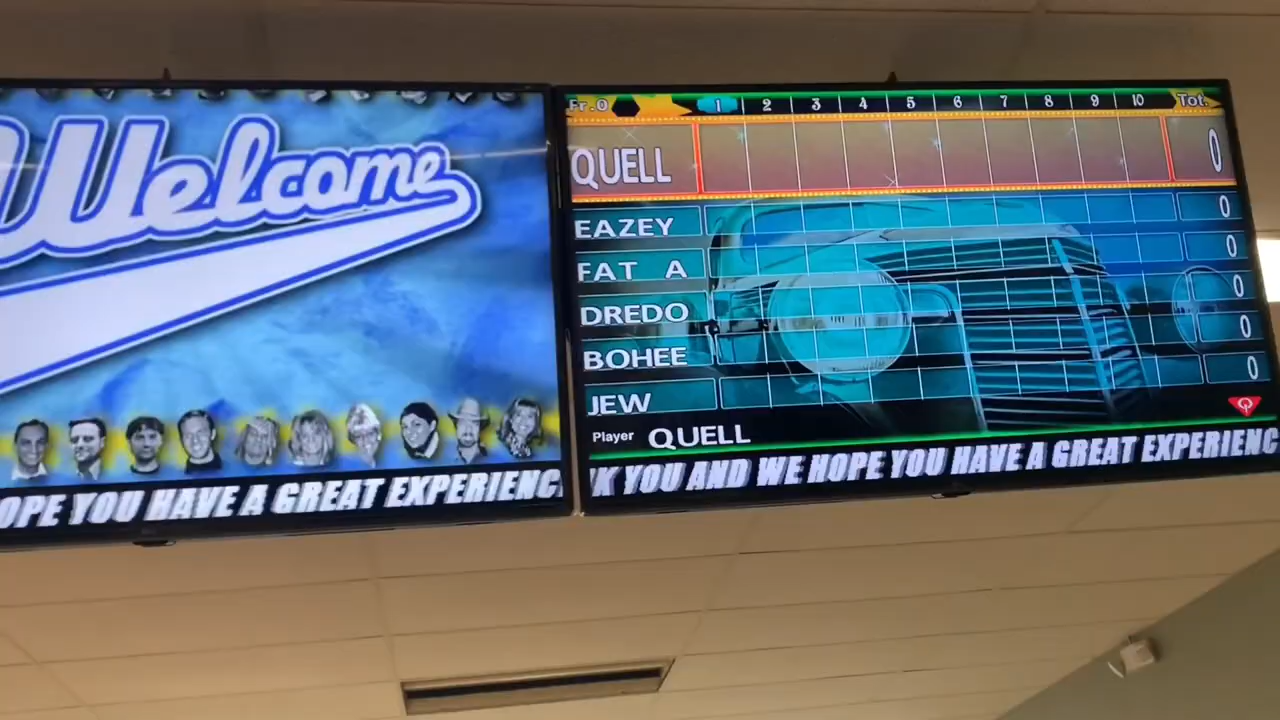 Welcome
OPE YOU HAVE A GREAT EXPERIENC
Fr.0 1 2 3 4 5 6 7 8 9 10 Tot.
QUELL 0
EAZEY 0
FAT A 0
DREDO 0
BOHEE 0
JEW 0
Player QUELL
K YOU AND WE HOPE YOU HAVE A GREAT EXPERIENC